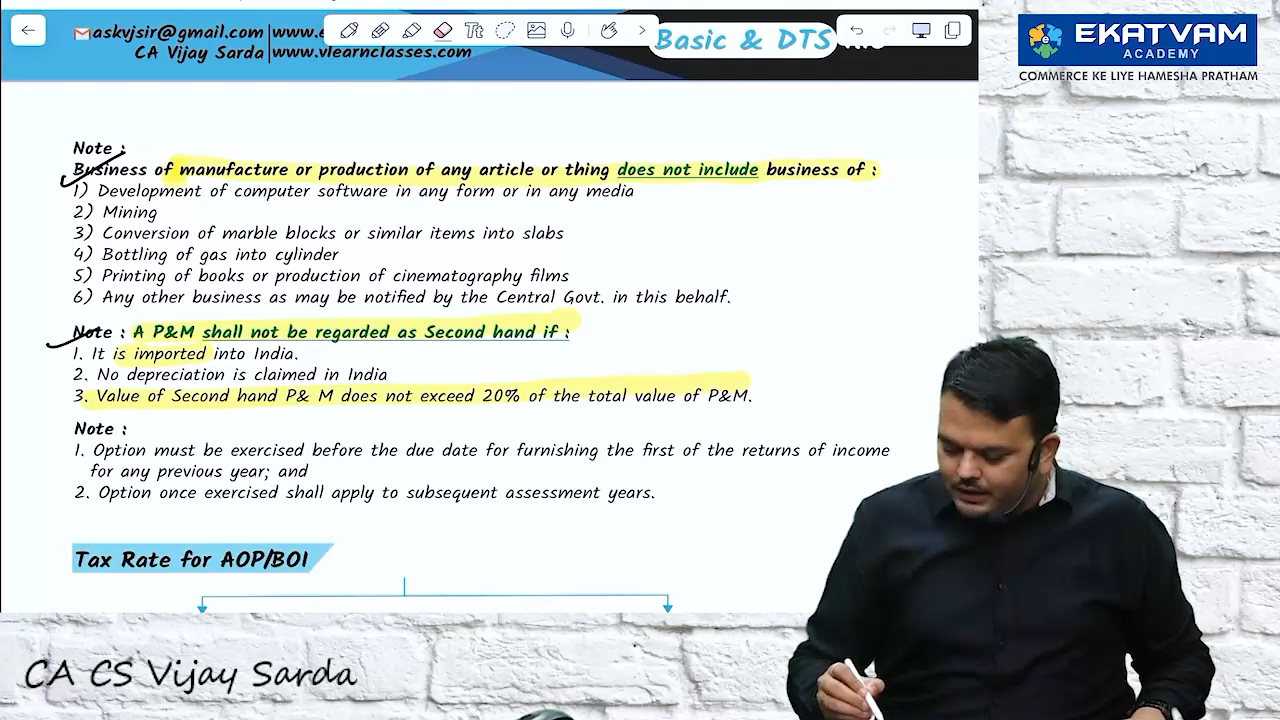 askvjsir@gmail.com |www.e
CA Vijay Sarda |www.vlearnclasses.com
Tt
Basic & DTS
EKATVAM
ACADEMY
COMMERCE KE LIYE HAMESHA PRATHAM
Note :
Business of manufacture or production of any article or thing does not include business of :
1) Development of computer software in any form or in any media
2) Mining
3) Conversion of marble blocks or similar items into slabs
4) Bottling of gas into cylinder
5) Printing of books or production of cinematography films
6) Any other business as may be notified by the Central Govt. in this behalf.
Note : A P&M shall not be regarded as Second hand if :
1. It is imported into India.
2. No depreciation is claimed in India
3. Value of Second hand P& M does not exceed 20% of the total value of P&M.
Note :
1. Option must be exercised before the due date for furnishing the first of the returns of income
for any previous year; and
2. Option once exercised shall apply to subsequent assessment years.
Tax Rate for AOP/BOI
CA CS Vijay Sarda